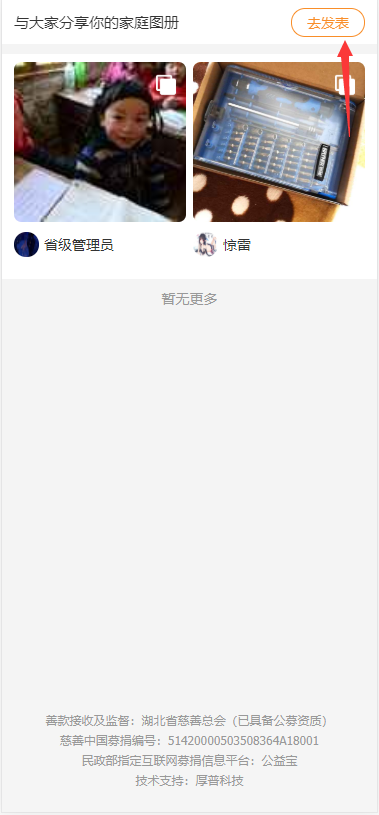 与大家分享你的家庭图册
去发表
省级管理员
惊雷
暂无更多
善款接收及监督：湖北省慈善总会（已具备公募资质）
慈善中国募捐编号：51420000503508364A18001
民政部指定互联网募捐信息平台：公益宝
技术支持：厚普科技